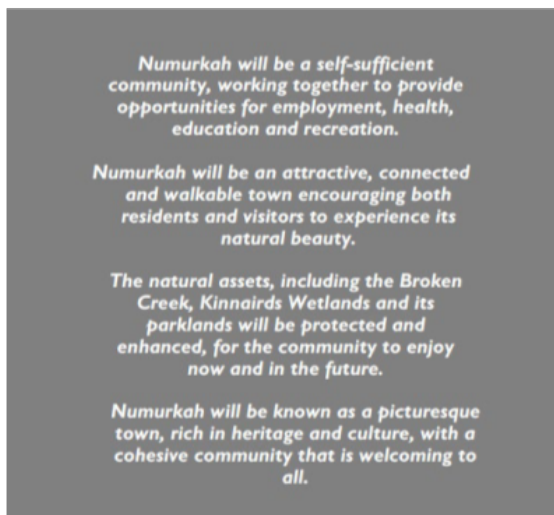 Numurkah will be a self-sufficient
community, working together to provide
opportunities for employment, health,
education and recreation.
Numurkah will be an attractive, connected
and walkable town encouraging both
residents and visitors to experience its
natural beauty.
The natural assets, including the Broken
Creek, Kinnairds Wetlands and its
parklands will be protected and
enhanced, for the community to enjoy
now and in the future.
Numurkah will be known as a picturesque
town, rich in heritage and culture, with a
cohesive community that is welcoming to
all.